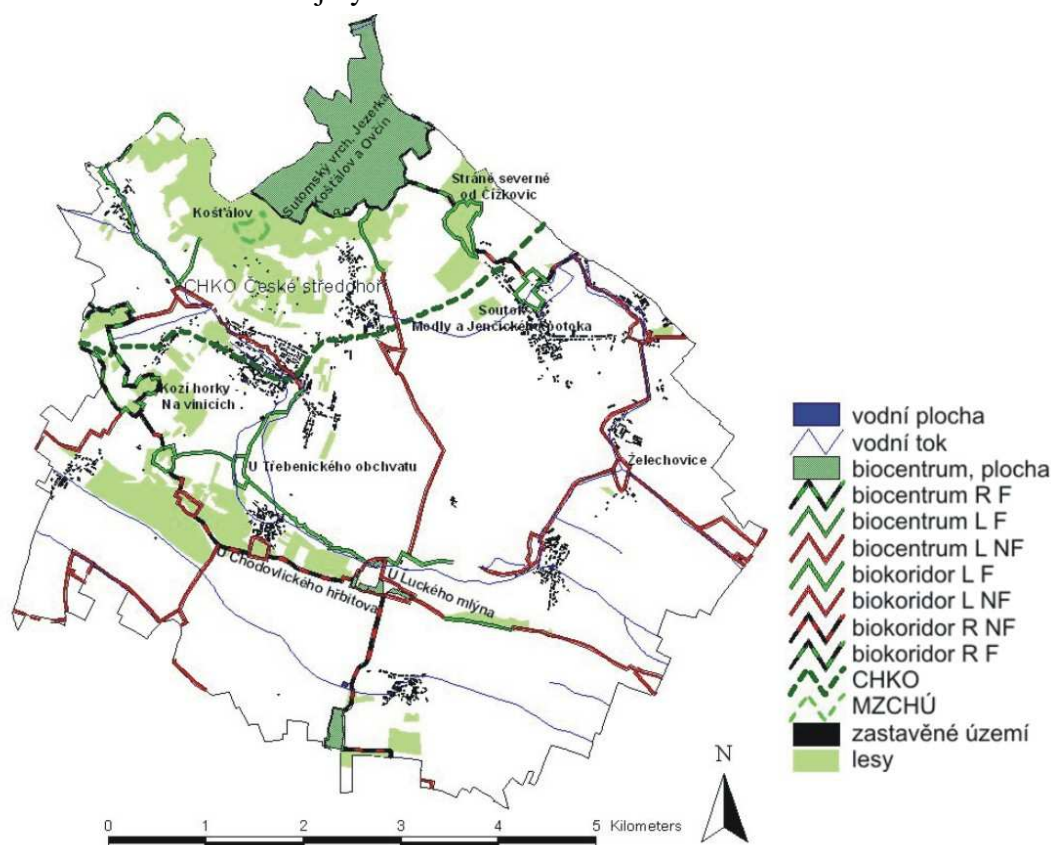 Sutomský vrch, Jezerka,
Košťálov a Ovčín
Stráně severně
od Čížkovic
Košťálov
CHKO České středohoř
Soutok
Modly a Jenčického potoka
Kozí horky -
Na vinicích .
U Třebenického obchvatu
Želechovice
U Chodovlického hřbitova
U Luckého mlýna
vodní plocha
vodní tok
biocentrum, plocha
biocentrum R F
biocentrum L F
biocentrum L NF
biokoridor L F
biokoridor L NF
biokoridor R NF
biokoridor R F
CHKO
MZCHÚ
zastavěné území
lesy
N
0 1 2 3 4 5 Kilometers